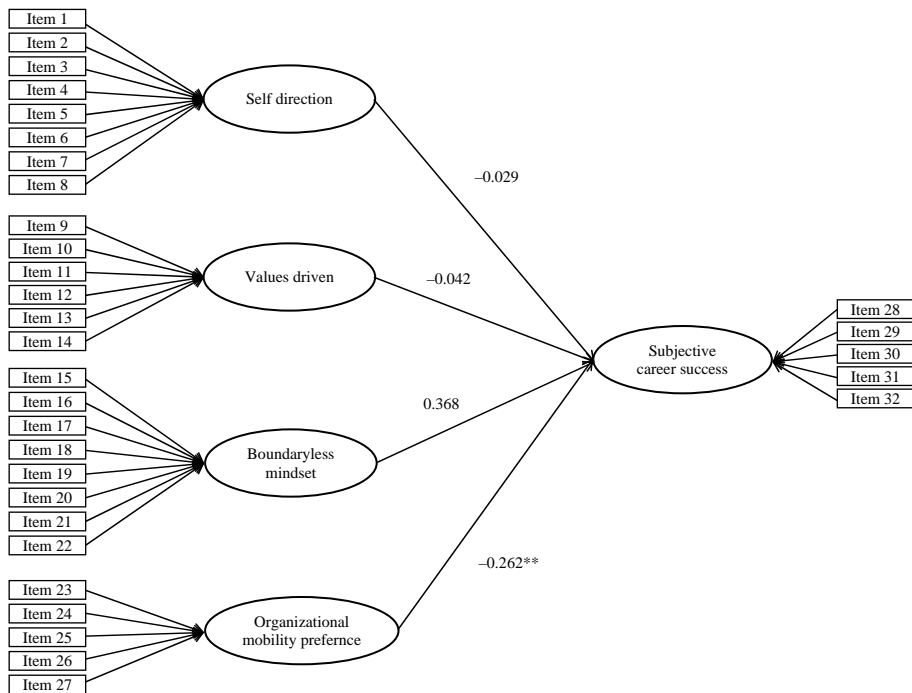 Item 1
Item 2
Item 3
Item 4
Item 5
Item 6
Item 7
Item 8
Self direction
–0.029
Item 9
Item 10
Item 11
Item 12
Item 13
Item 14
Values driven
–0.042
Item 15
Item 16
Item 17
Item 18
Item 19
Item 20
Item 21
Item 22
Boundaryless
mindset
0.368
Item 23
Item 24
Item 25
Item 26
Item 27
Organizational
mobility prefernce
–0.262**
Subjective
career success
Item 28
Item 29
Item 30
Item 31
Item 32